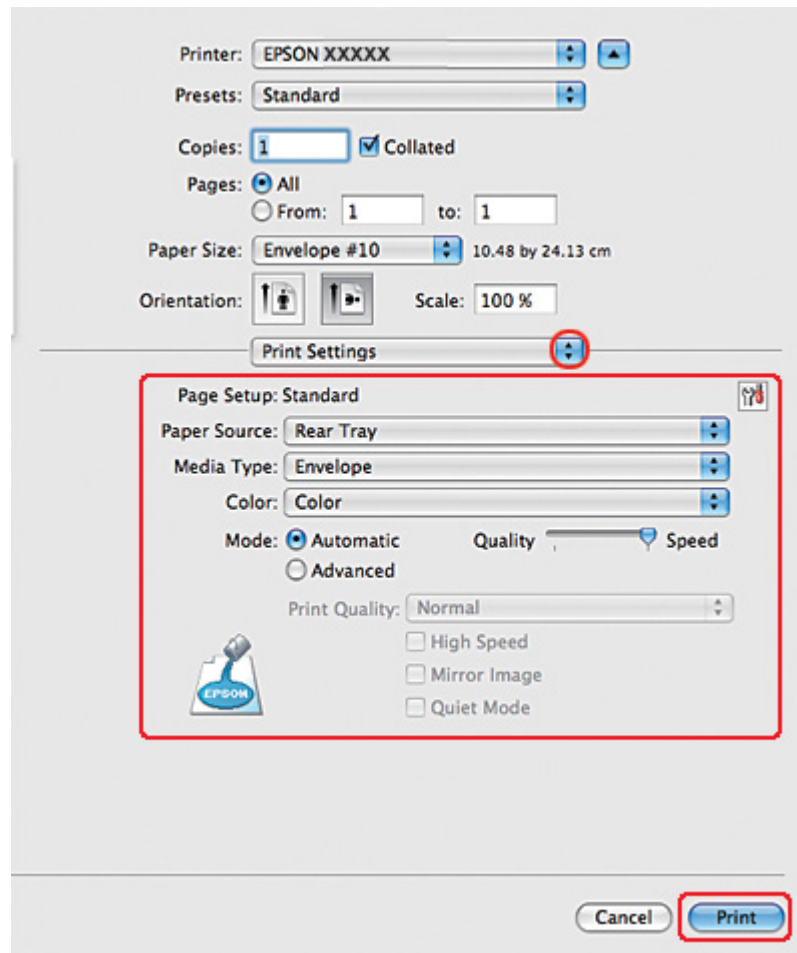 Printer: EPSON XXXXX
Presets: Standard
Copies: 1 Collated
Pages: All
From: 1 to: 1
Paper Size: Envelope #10 10.48 by 24.13 cm
Orientation: Scale: 100 %
Print Settings
Page Setup: Standard
Paper Source: Rear Tray
Media Type: Envelope
Color: Color
Mode: Automatic Quality Speed
Advanced
Print Quality: Normal
High Speed
Mirror Image
EPSON
Quiet Mode
Cancel Print